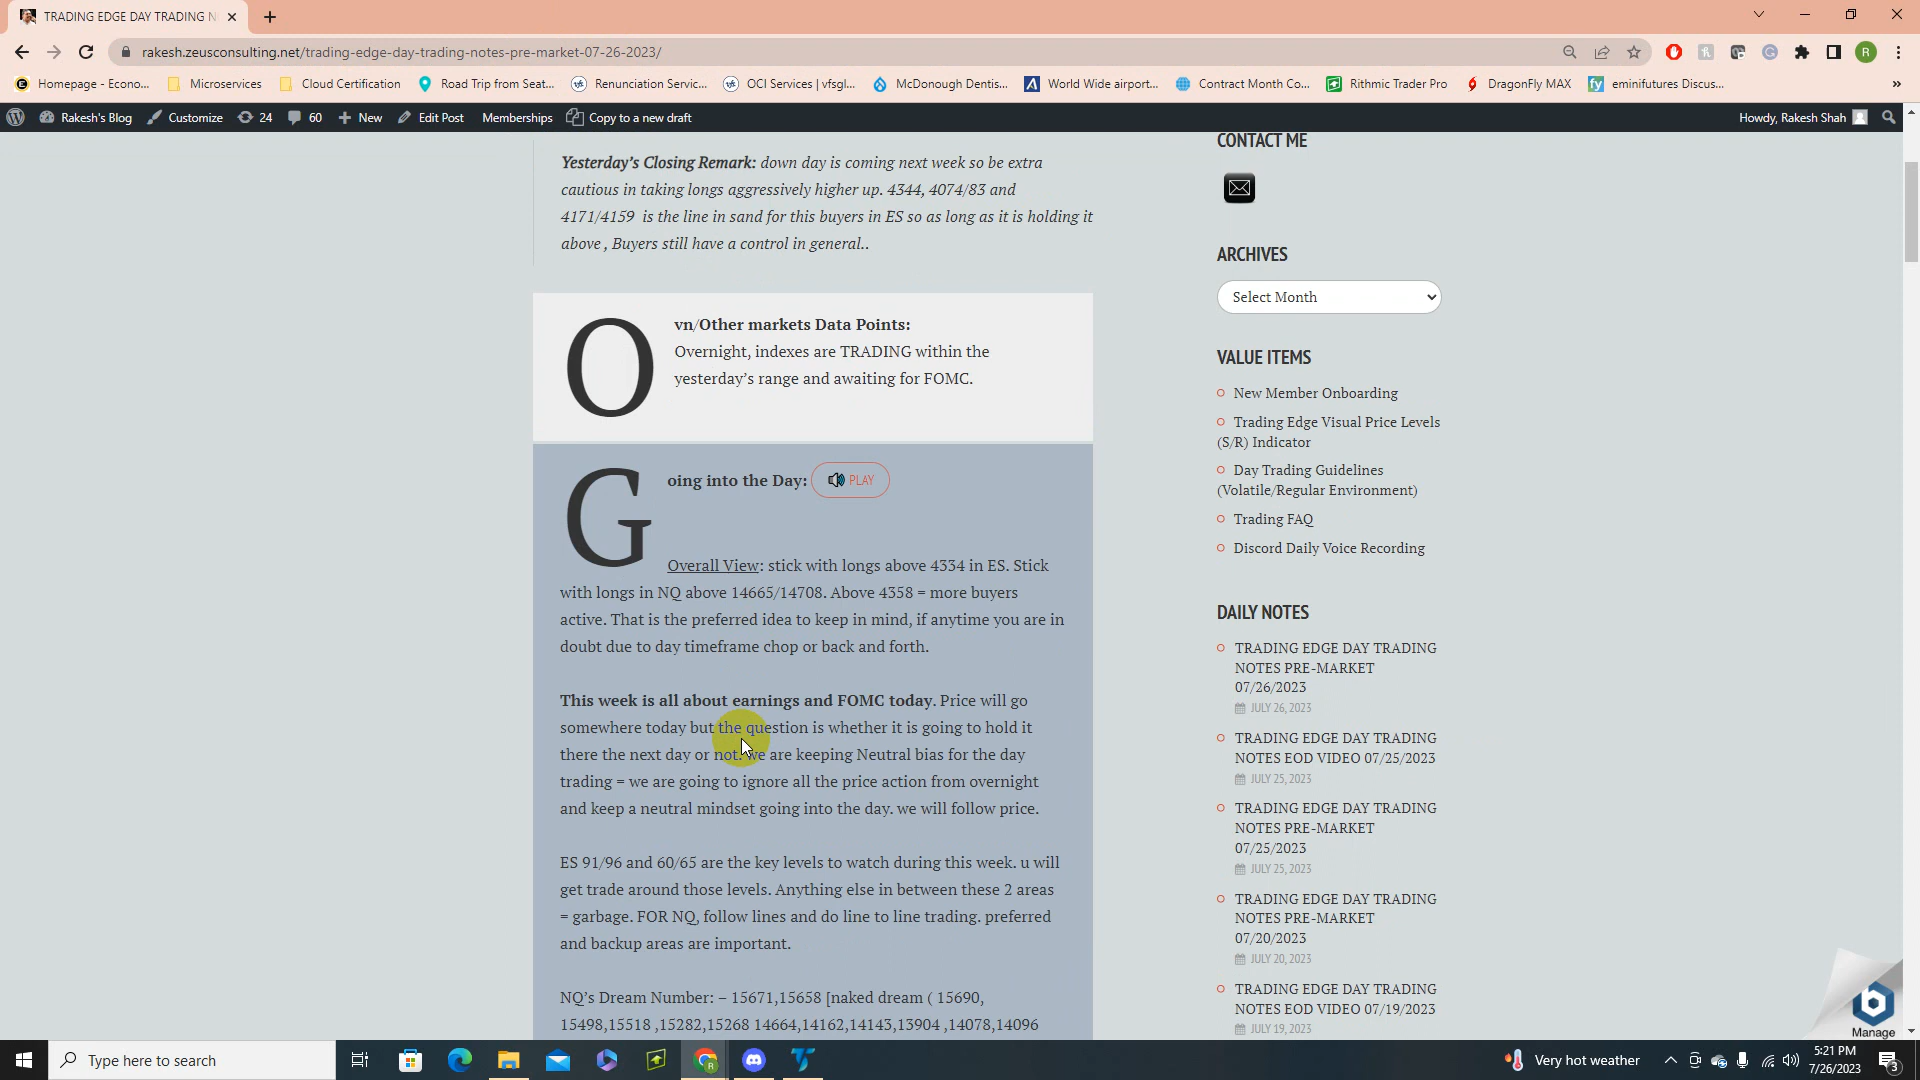 TRADING EDGE DAY TRADING N
rakesh.zeusconsulting.net/trading-edge-day-trading-notes-pre-market-07-26-2023/
R
Homepage - Econo...
Microservices
Cloud Certification
Road Trip from Seat...
Renunciation Servic...
OCI Services | vfsgl...
McDonough Dentis...
World Wide airport...
Contract Month Co...
Rithmic Trader Pro
DragonFly MAX
eminifutures Discus...
Rakesh's Blog
Customize
24
60
New
Edit Post
Memberships
Copy to a new draft
Howdy, Rakesh Shah
Yesterday's Closing Remark: down day is coming next week so be extra
cautious in taking longs aggressively higher up. 4344, 4074/83 and
4171/4159 is the line in sand for this buyers in ES so as long as it is holding it
above , Buyers still have a control in general..
Ovn/Other markets Data Points:
Overnight, indexes are TRADING within the
yesterday's range and awaiting for FOMC.
Going into the Day: PLAY
Overall View: stick with longs above 4334 in ES. Stick
with longs in NQ above 14665/14708. Above 4358 = more buyers
active. That is the preferred idea to keep in mind, if anytime you are in
doubt due to day timeframe chop or back and forth.
This week is all about earnings and FOMC today. Price will go
somewhere today but the question is whether it is going to hold it
there the next day or not. we are keeping Neutral bias for the day
trading = we are going to ignore all the price action from overnight
and keep a neutral mindset going into the day. we will follow price.
ES 91/96 and 60/65 are the key levels to watch during this week. u will
get trade around those levels. Anything else in between these 2 areas
= garbage. FOR NQ, follow lines and do line to line trading. preferred
and backup areas are important.
NQ's Dream Number: – 15671,15658 [naked dream ( 15690,
15498,15518 ,15282,15268 14664,14162,14143,13904 ,14078,14096
CONTACT ME
ARCHIVES
Select Month
VALUE ITEMS
New Member Onboarding
Trading Edge Visual Price Levels
(S/R) Indicator
Day Trading Guidelines
(Volatile/Regular Environment)
Trading FAQ
Discord Daily Voice Recording
DAILY NOTES
TRADING EDGE DAY TRADING
NOTES PRE-MARKET
07/26/2023
JULY 26, 2023
TRADING EDGE DAY TRADING
NOTES EOD VIDEO 07/25/2023
JULY 25, 2023
TRADING EDGE DAY TRADING
NOTES PRE-MARKET
07/25/2023
JULY 25, 2023
TRADING EDGE DAY TRADING
NOTES PRE-MARKET
07/20/2023
JULY 20, 2023
TRADING EDGE DAY TRADING
NOTES EOD VIDEO 07/19/2023
JULY 19, 2023
Manage
Type here to search
Very hot weather
5:21 PM
7/26/2023
3